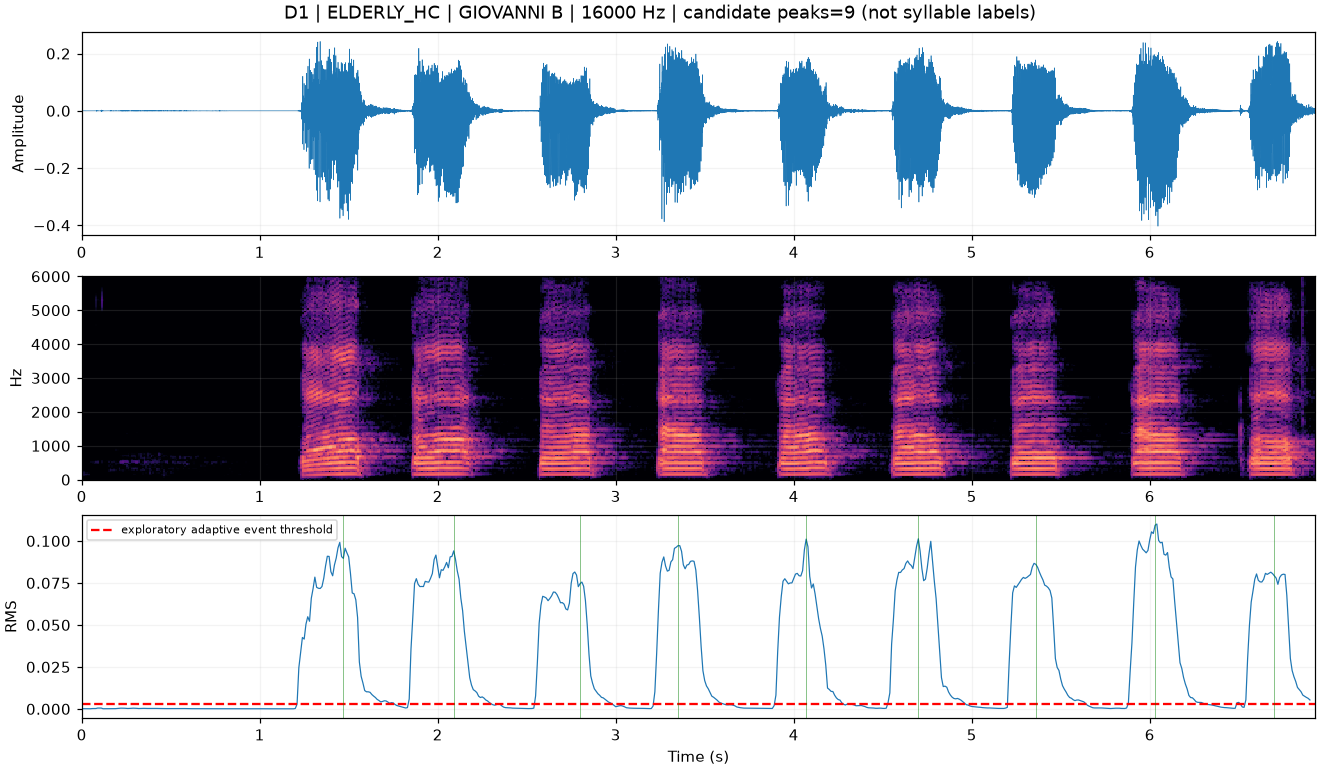 D1 | ELDERLY_HC | GIOVANNI B | 16000 Hz | candidate peaks=9 (not syllable labels)
0.2
0.0
−0.2
−0.4
Amplitude
0 1 2 3 4 5 6
6000
5000
4000
3000
2000
1000
0
Hz
0 1 2 3 4 5 6
exploratory adaptive event threshold
0.100
0.075
0.050
0.025
0.000
RMS
0 1 2 3 4 5 6
Time (s)